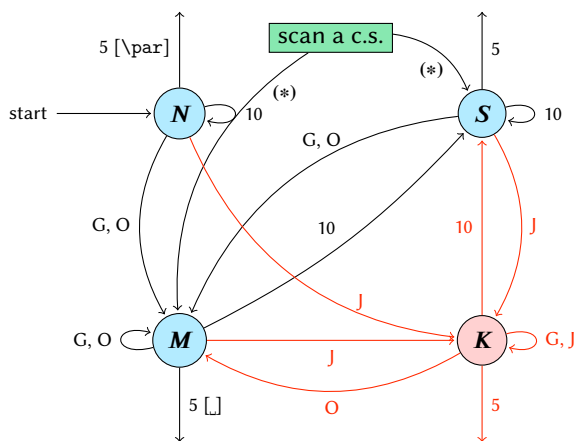 scan a c.s.
5 [\par]
5
(*)
(*)
start
N
10
S
10
G, O
G, O
10
10
J
J
G, O
M
J
K
G, J
O
5 [␣]
5